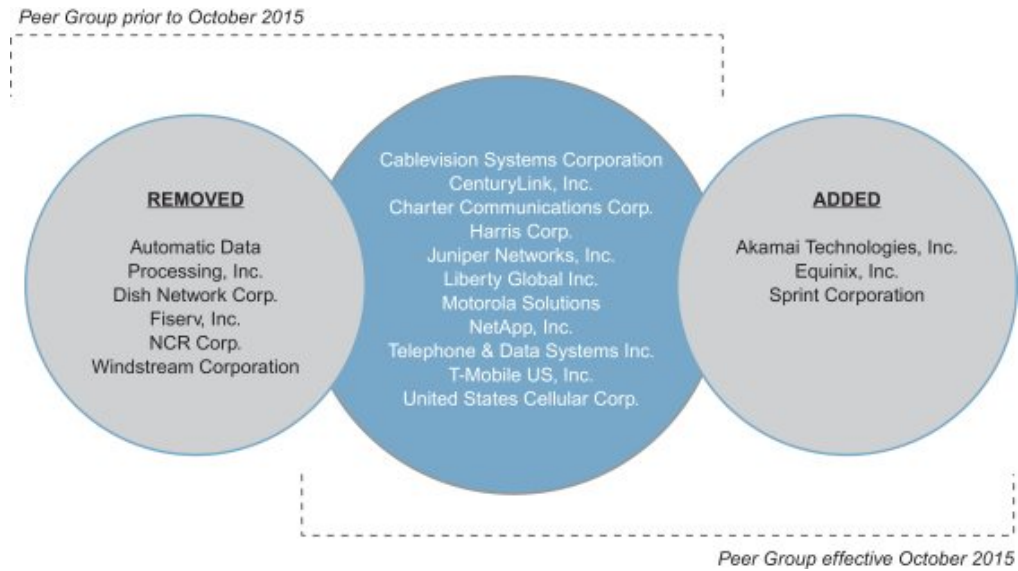 Peer Group prior to October 2015
REMOVED
Automatic Data
Processing, Inc.
Dish Network Corp.
Fiserv, Inc.
NCR Corp.
Windstream Corporation
Cablevision Systems Corporation
CenturyLink, Inc.
Charter Communications Corp.
Harris Corp.
Juniper Networks, Inc.
Liberty Global Inc.
Motorola Solutions
NetApp, Inc.
Telephone & Data Systems Inc.
T-Mobile US, Inc.
United States Cellular Corp.
ADDED
Akamai Technologies, Inc.
Equinix, Inc.
Sprint Corporation
Peer Group effective October 2015